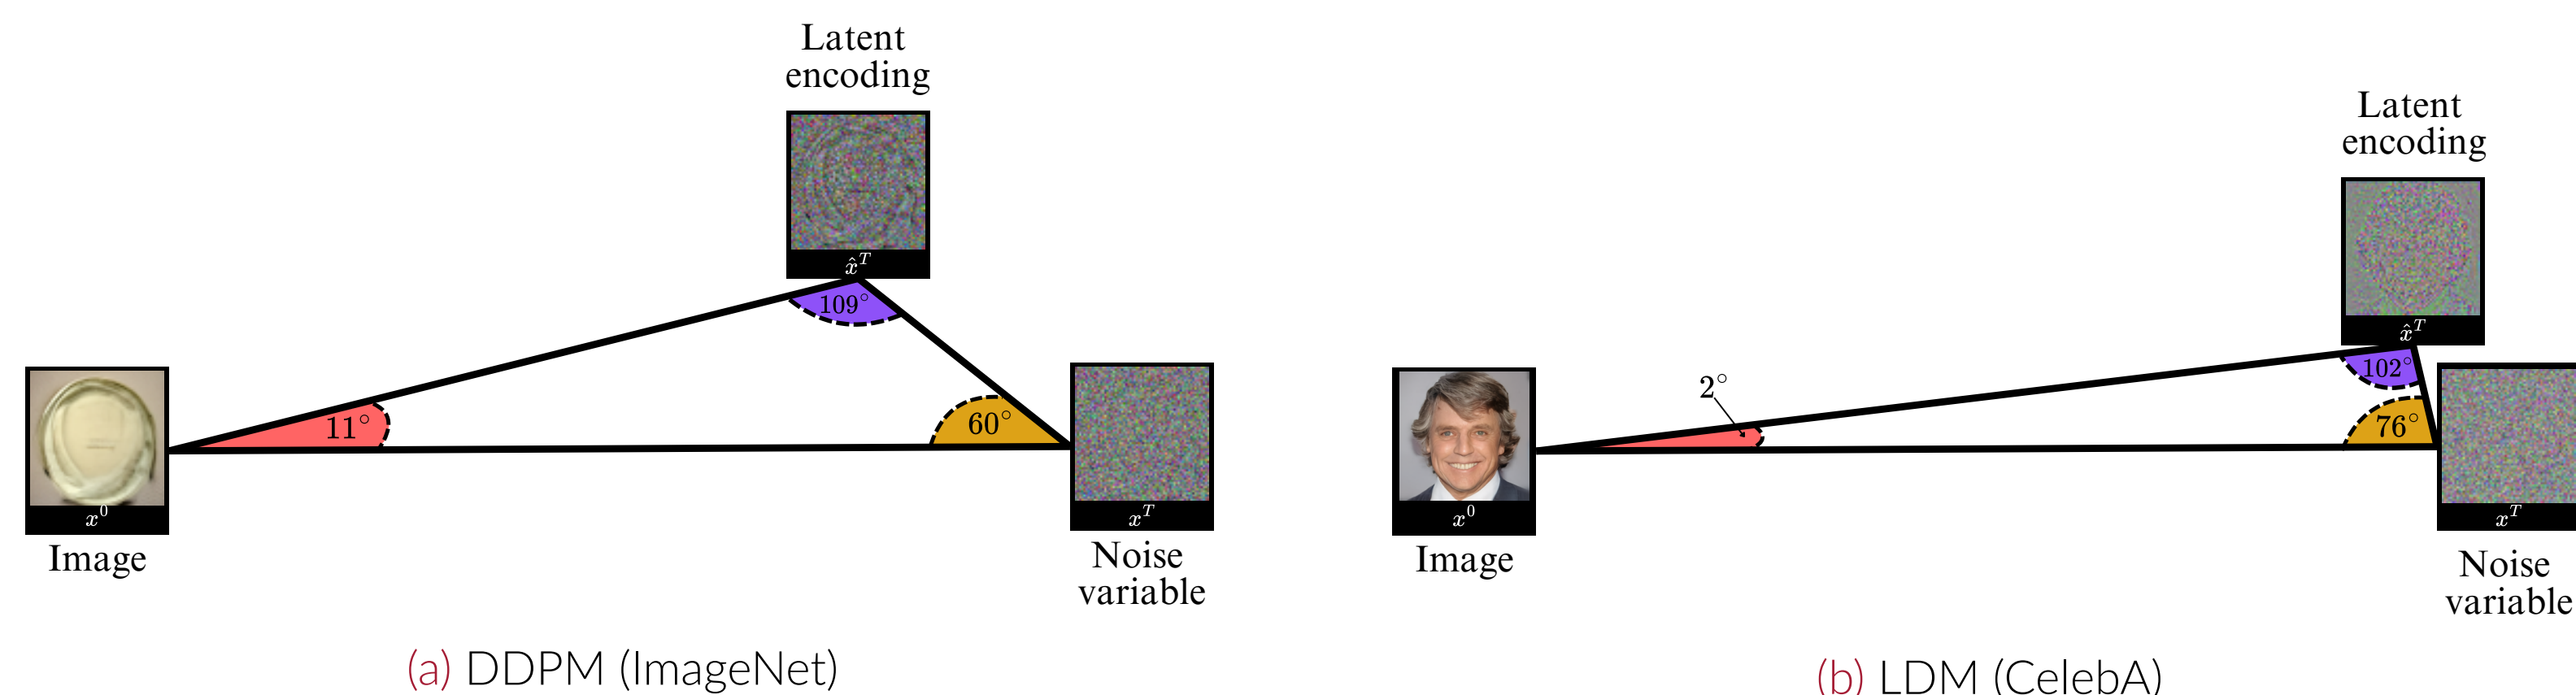 Latent
encoding
x̂^T
109°
11°
60°
x^0
Image
x^T
Noise
variable
(a) DDPM (ImageNet)
Latent
encoding
x̂^T
102°
2°
76°
x^0
Image
x^T
Noise
variable
(b) LDM (CelebA)